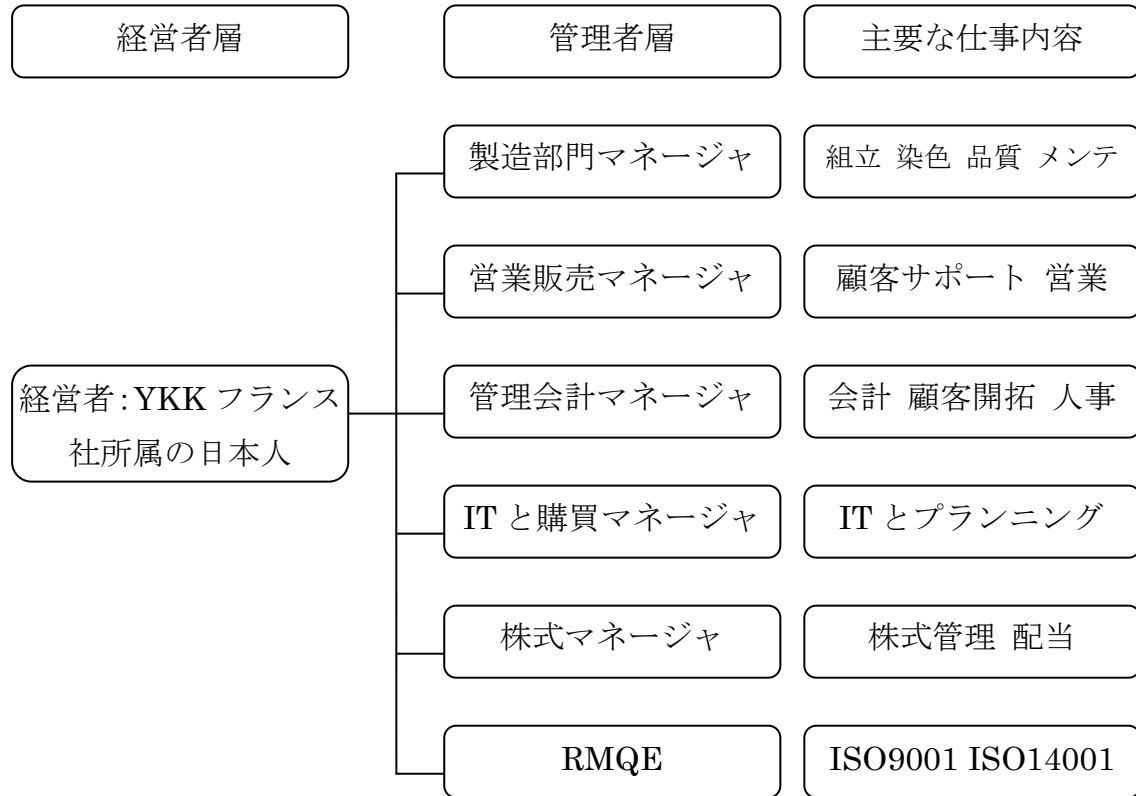 経営者層 管理者層 主要な仕事内容
製造部門マネージャ 組立 染色 品質 メンテ
営業販売マネージャ 顧客サポート 営業
経営者:YKK フランス
社所属の日本人
管理会計マネージャ 会計 顧客開拓 人事
IT と購買マネージャ IT とプランニング
株式マネージャ 株式管理 配当
RMQE ISO9001 ISO14001